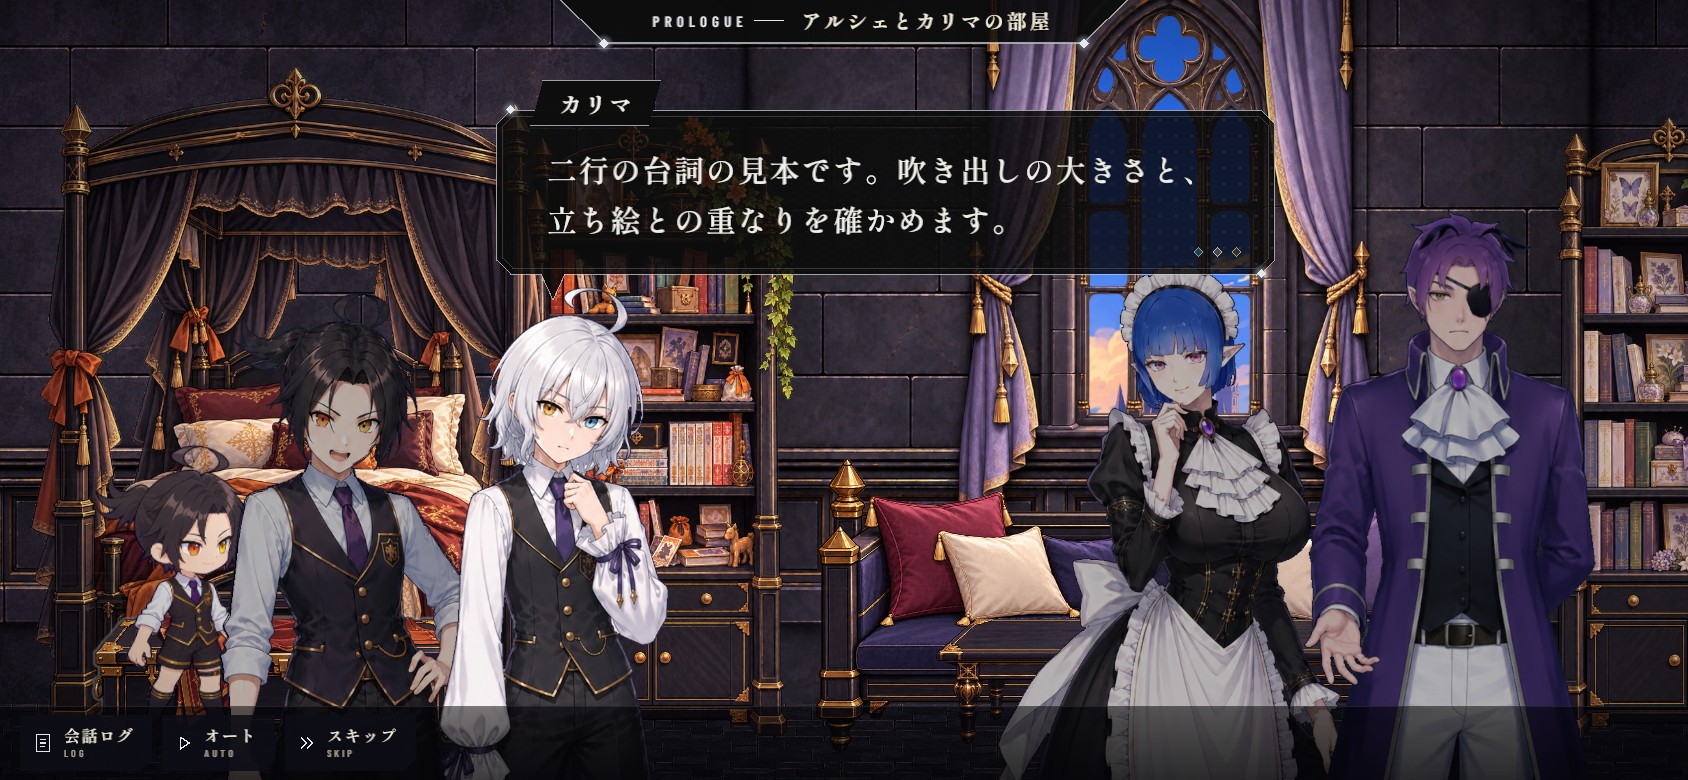 PROLOGUE アルシェとカリマの部屋
カリマ
二行の台詞の見本です。吹き出しの大きさと、
立ち絵との重なりを確かめます。
会話ログ
LOG
オート
AUTO
スキップ
SKIP